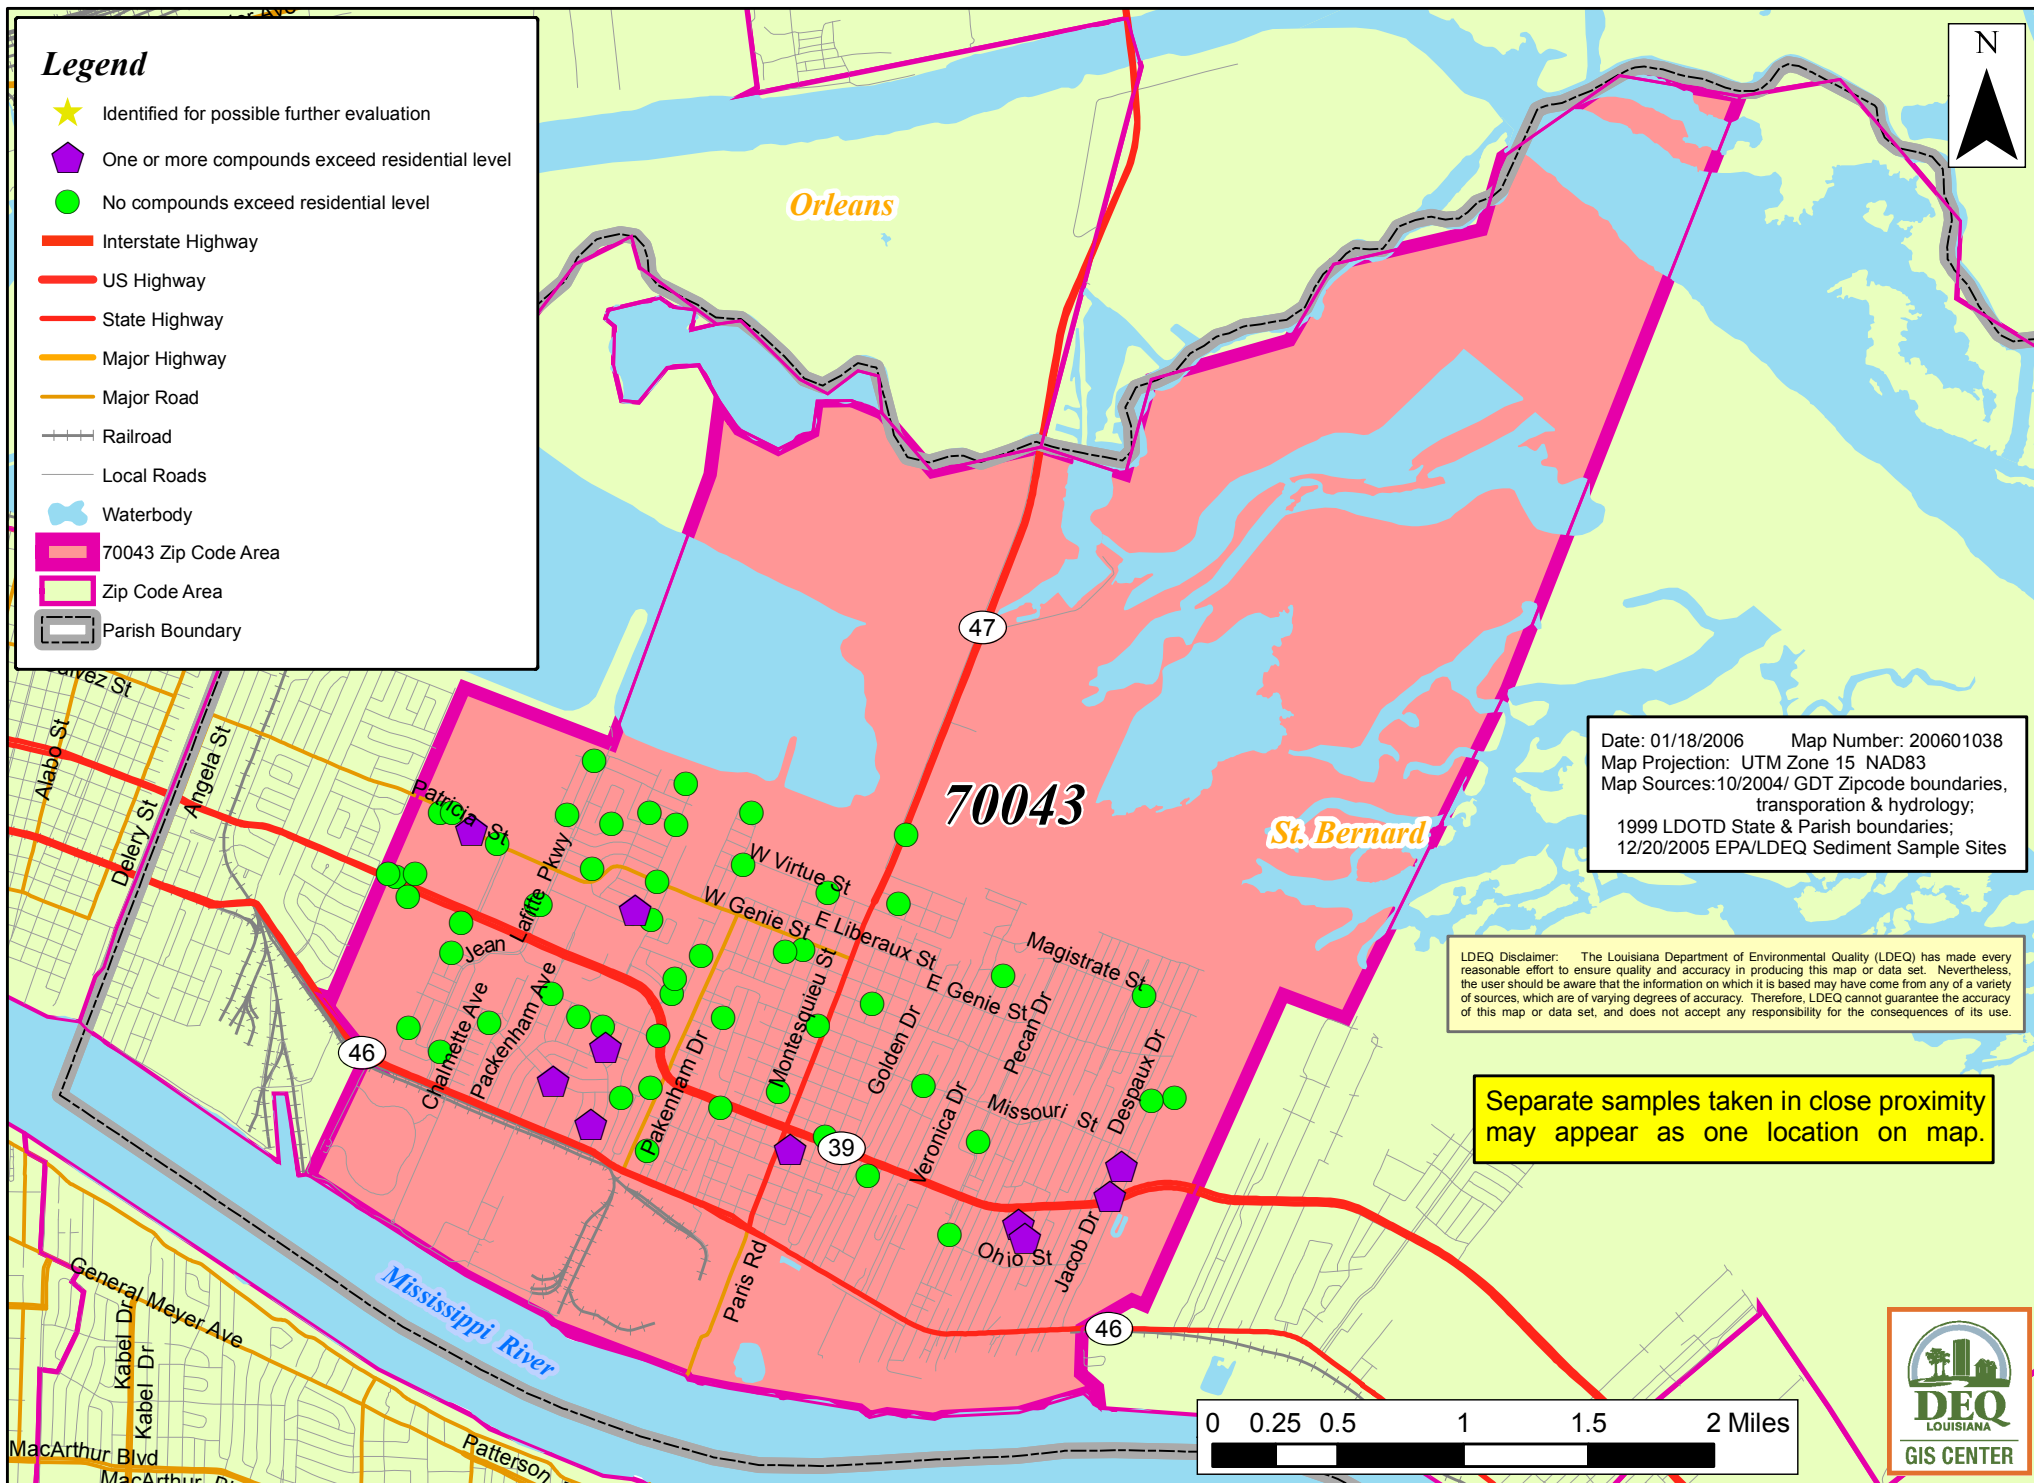 Legend
Identified for possible further evaluation
One or more compounds exceed residential level
No compounds exceed residential level
Interstate Highway
US Highway
State Highway
Major Highway
Major Road
Railroad
Local Roads
Waterbody
70043 Zip Code Area
Zip Code Area
Parish Boundary
N
Orleans
47
70043
St. Bernard
Date: 01/18/2006 Map Number: 200601038
Map Projection: UTM Zone 15 NAD83
Map Sources:10/2004/ GDT Zipcode boundaries,
transporation & hydrology;
1999 LDOTD State & Parish boundaries;
12/20/2005 EPA/LDEQ Sediment Sample Sites
LDEQ Disclaimer: The Louisiana Department of Environmental Quality (LDEQ) has made every
reasonable effort to ensure quality and accuracy in producing this map or data set. Nevertheless,
the user should be aware that the information on which it is based may have come from any of a variety
of sources, which are of varying degrees of accuracy. Therefore, LDEQ cannot guarantee the accuracy
of this map or data set, and does not accept any responsibility for the consequences of its use.
Separate samples taken in close proximity
may appear as one location on map.
Alabo St
Angela St
Delery St
Patricia St
Jean Lafitte Pkwy
W Virtue St
W Genie St
E Liberaux St
E Genie St
Magistrate St
Montesquieu St
Chalmette Ave
Packenham Ave
Pakenham Dr
Golden Dr
Pecan Dr
Veronica Dr
Missouri St
Despaux Dr
46
39
Ohio St
Jacob Dr
Paris Rd
46
Mississippi River
General Meyer Ave
Kabel Dr
Kabel Dr
MacArthur Blvd
MacArthur
Patterson
0 0.25 0.5 1 1.5 2 Miles
DEQ
LOUISIANA
GIS CENTER